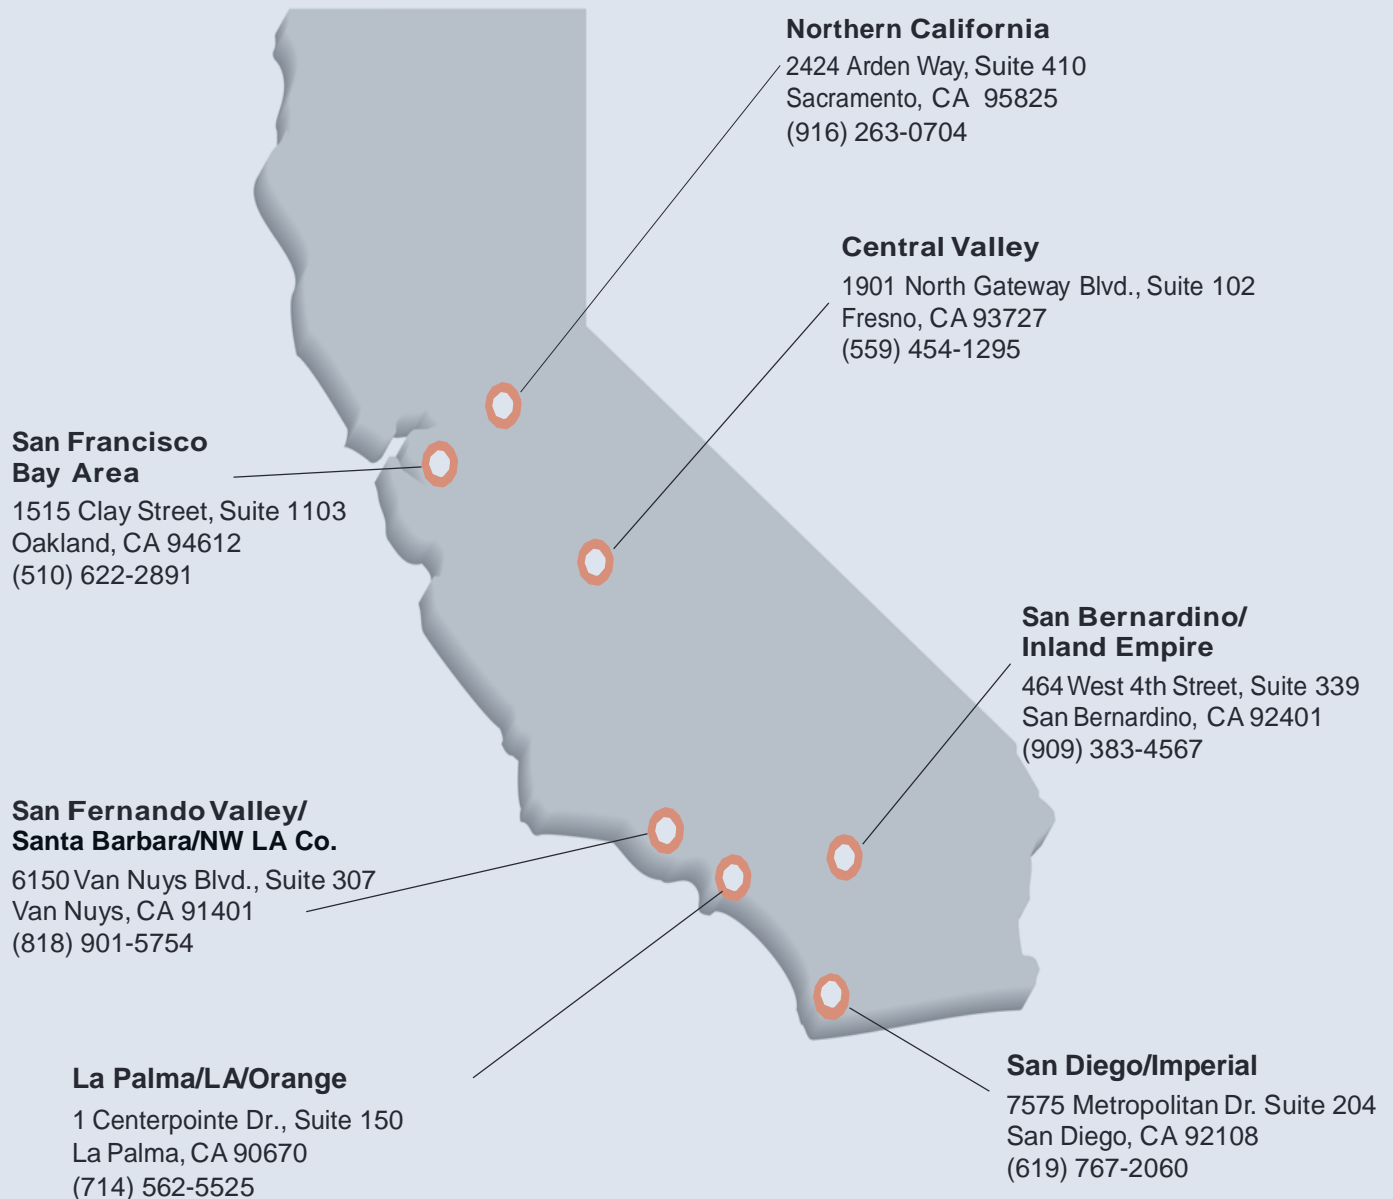 Northern California
2424 Arden Way, Suite 410
Sacramento, CA 95825
(916) 263-0704
Central Valley
1901 North Gateway Blvd., Suite 102
Fresno, CA 93727
(559) 454-1295
San Francisco
Bay Area
1515 Clay Street, Suite 1103
Oakland, CA 94612
(510) 622-2891
San Bernardino/
Inland Empire
464 West 4th Street, Suite 339
San Bernardino, CA 92401
(909) 383-4567
San Fernando Valley/
Santa Barbara/NW LA Co.
6150 Van Nuys Blvd., Suite 307
Van Nuys, CA 91401
(818) 901-5754
La Palma/LA/Orange
1 Centerpointe Dr., Suite 150
La Palma, CA 90670
(714) 562-5525
San Diego/Imperial
7575 Metropolitan Dr. Suite 204
San Diego, CA 92108
(619) 767-2060